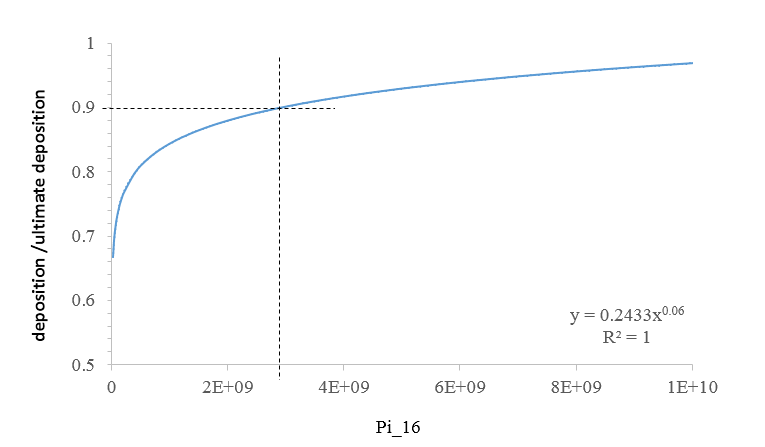 1
0.9
0.8
0.7
0.6
0.5
deposition /ultimate deposition
y = 0.2433x^0.06
R² = 1
0 2E+09 4E+09 6E+09 8E+09 1E+10
Pi_16